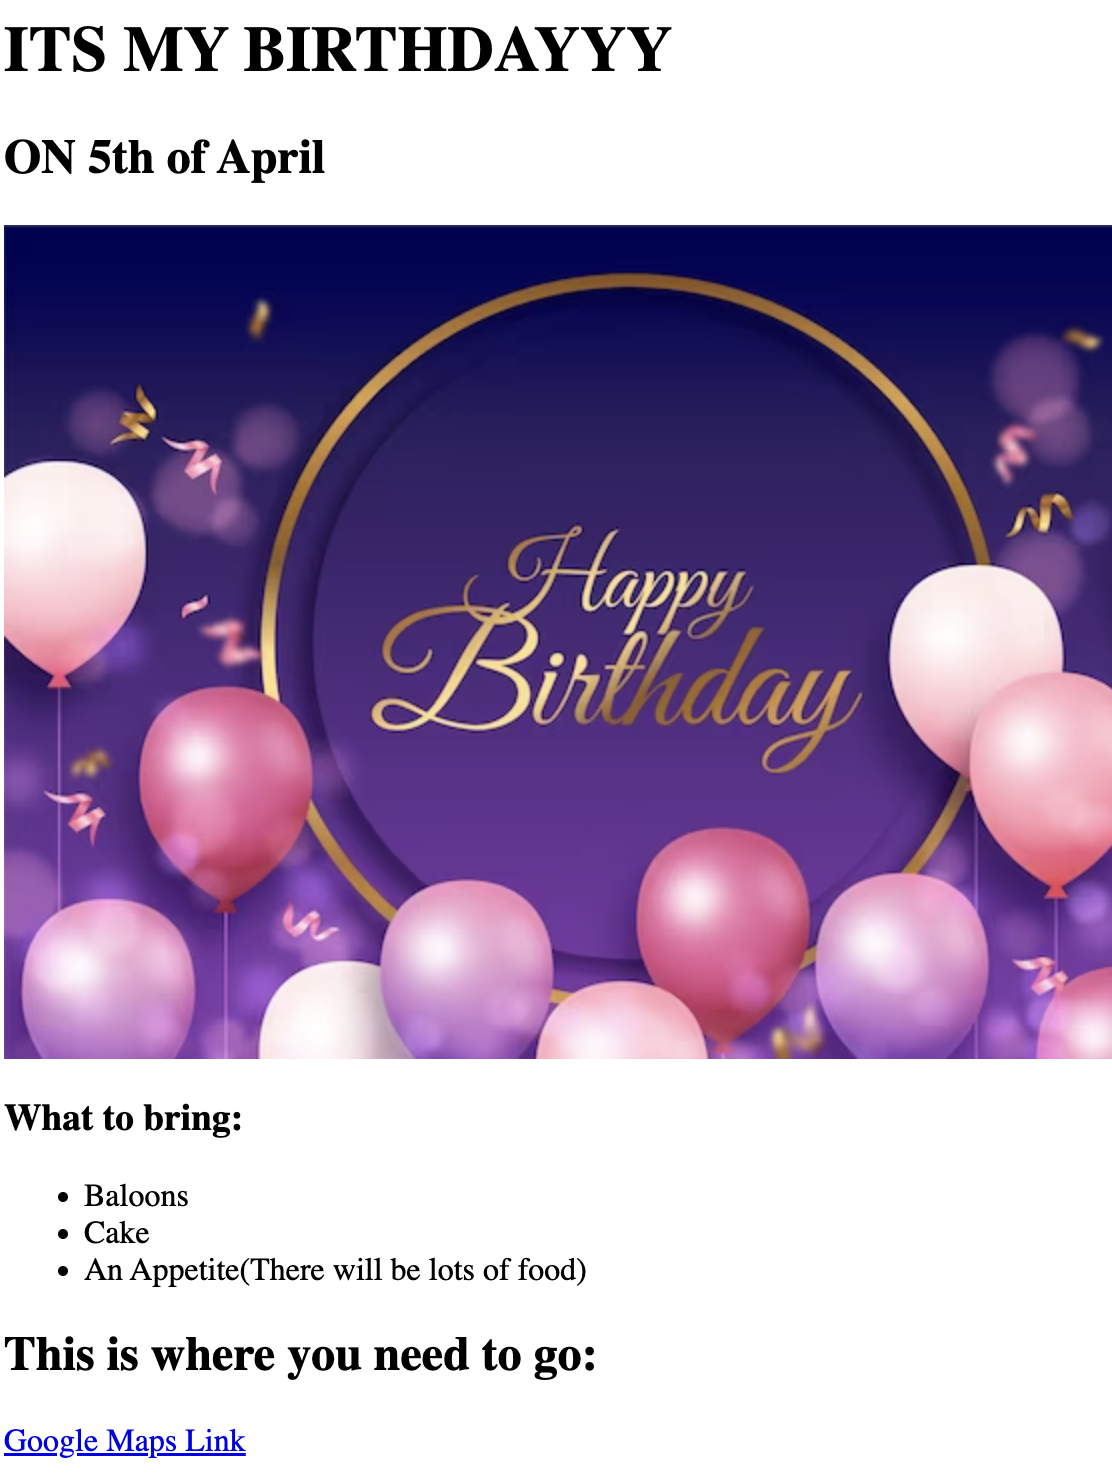 ITS MY BIRTHDAYYY
ON 5th of April
Happy
Birthday
What to bring:
Baloons
Cake
An Appetite(There will be lots of food)
This is where you need to go:
Google Maps Link